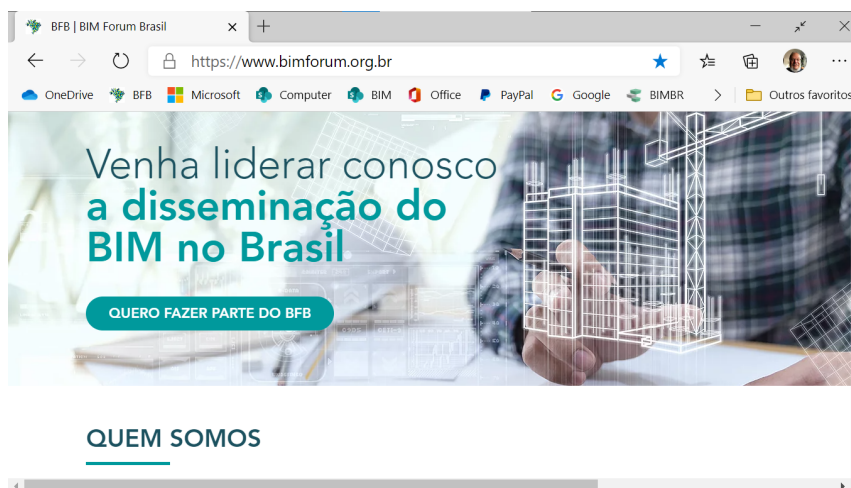 BFB | BIM Forum Brasil
https://www.bimforum.org.br
OneDrive BFB Microsoft Computer BIM Office PayPal Google BIMBR Outros favoritos
Venha liderar conosco
a disseminação do
BIM no Brasil
QUERO FAZER PARTE DO BFB
QUEM SOMOS